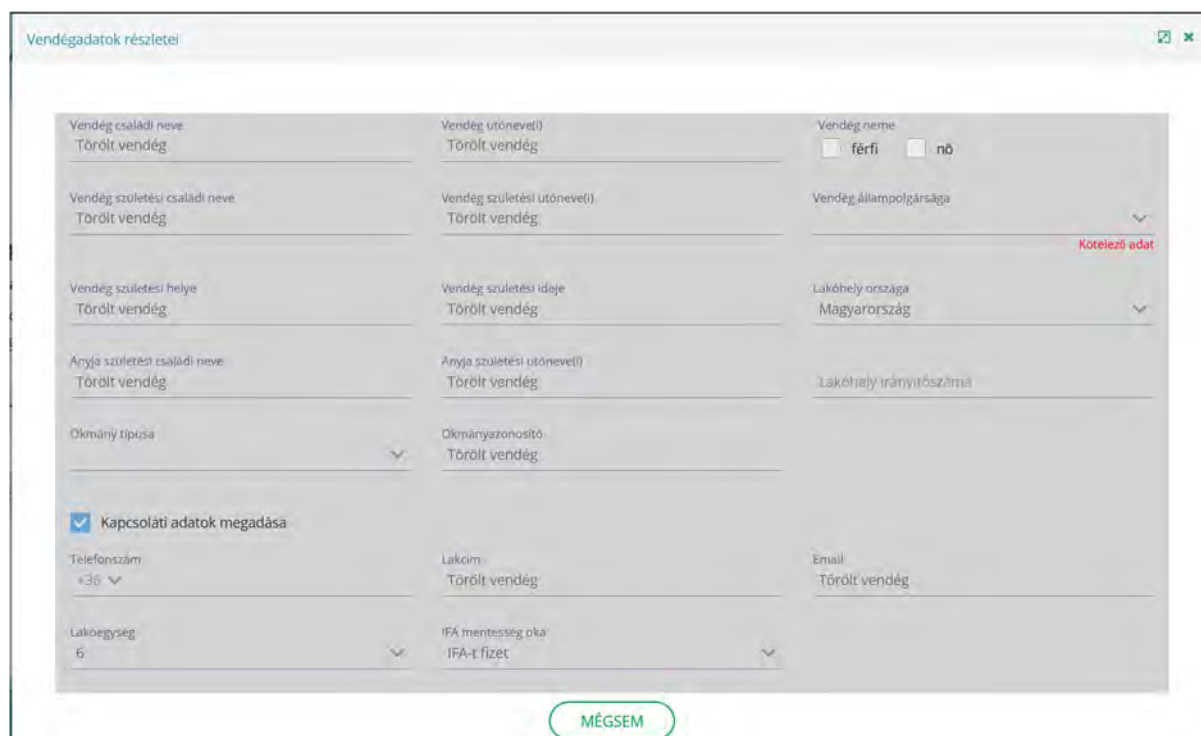 Vendégadatok részletei
Vendég családi neve Vendég utóneve(i) Vendég neme
Törölt vendég Törölt vendég férfi nő
Vendég születési családi neve Vendég születési utóneve(i) Vendég állampolgársága
Törölt vendég Törölt vendég
Kötelező adat
Vendég születési helye Vendég születési ideje Lakóhely országa
Törölt vendég Törölt vendég Magyarország
Anyja születési családi neve Anyja születési utóneve(i)
Törölt vendég Törölt vendég Lakóhely irányítószáma
Okmány típusa Okmányazonosító
Törölt vendég
Kapcsolati adatok megadása
Telefonszám Lakcím Email
+36 Törölt vendég Törölt vendég
Lakóegység IFA mentesség oka
6 IFA-t fizet
MÉGSEM